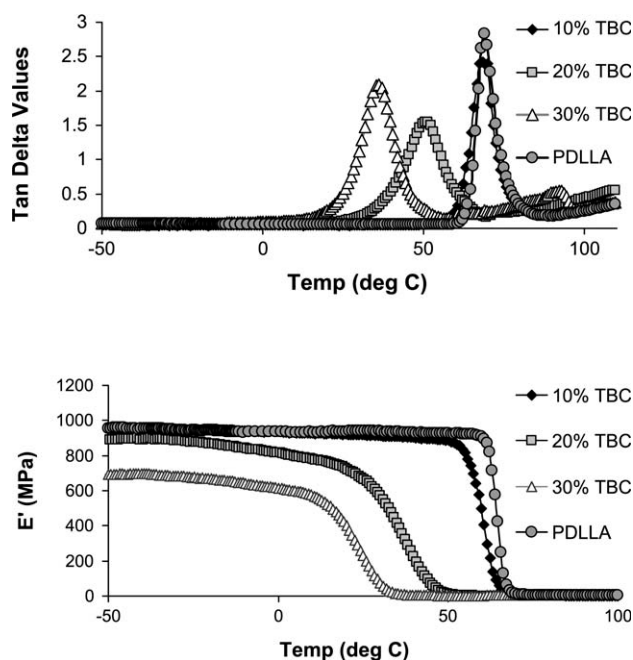 3
2.5
2
1.5
1
0.5
0
Tan Delta Values
-50 0 50 100
Temp (deg C)
10% TBC
20% TBC
30% TBC
PDLLA
1200
1000
800
600
400
200
0
E' (MPa)
-50 0 50 100
Temp (deg C)
10% TBC
20% TBC
30% TBC
PDLLA